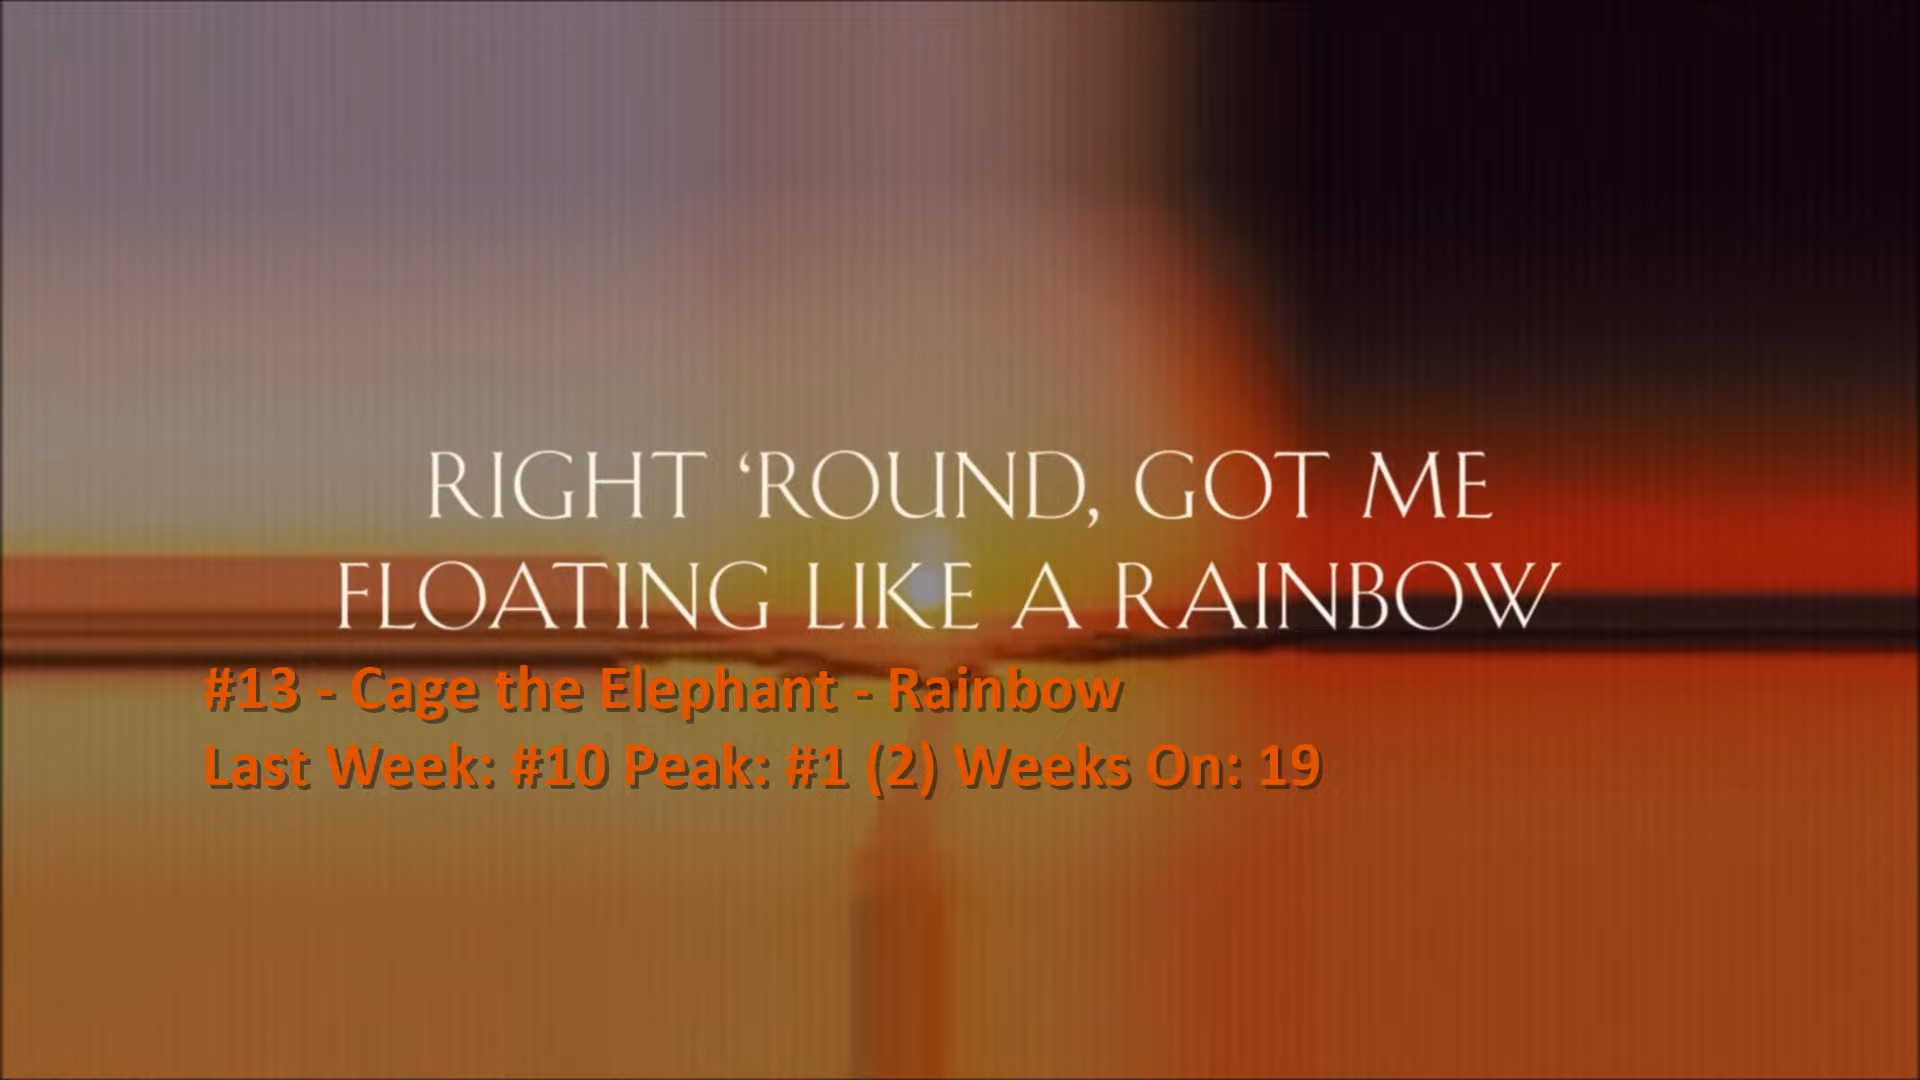 RIGHT ‘ROUND, GOT ME
FLOATING LIKE A RAINBOW
#13 - Cage the Elephant - Rainbow
Last Week: #10 Peak: #1 (2) Weeks On: 19